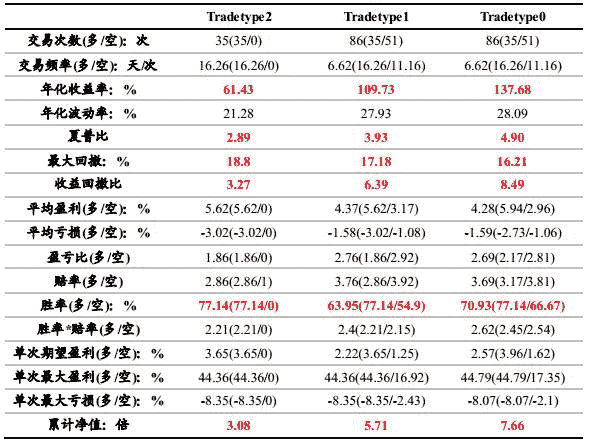 Tradetype2 Tradetype1 Tradetype0
交易次数(多/空)：次 35(35/0) 86(35/51) 86(35/51)
交易频率(多/空)：天/次 16.26(16.26/0) 6.62(16.26/11.16) 6.62(16.26/11.16)
年化收益率：% 61.43 109.73 137.68
年化波动率：% 21.28 27.93 28.09
夏普比 2.89 3.93 4.90
最大回撤：% 18.8 17.18 16.21
收益回撤比 3.27 6.39 8.49
平均盈利(多/空)：% 5.62(5.62/0) 4.37(5.62/3.17) 4.28(5.94/2.96)
平均亏损(多/空)：% -3.02(-3.02/0) -1.58(-3.02/-1.08) -1.59(-2.73/-1.06)
盈亏比(多/空) 1.86(1.86/0) 2.76(1.86/2.92) 2.69(2.17/2.81)
赔率(多/空) 2.86(2.86/1) 3.76(2.86/3.92) 3.69(3.17/3.81)
胜率(多/空)：% 77.14(77.14/0) 63.95(77.14/54.9) 70.93(77.14/66.67)
胜率*赔率(多/空) 2.21(2.21/0) 2.4(2.21/2.15) 2.62(2.45/2.54)
单次期望盈利(多/空)：% 3.65(3.65/0) 2.22(3.65/1.25) 2.57(3.96/1.62)
单次最大盈利(多/空)：% 44.36(44.36/0) 44.36(44.36/16.92) 44.79(44.79/17.35)
单次最大亏损(多/空)：% -8.35(-8.35/0) -8.35(-8.35/-2.43) -8.07(-8.07/-2.1)
累计净值：倍 3.08 5.71 7.66